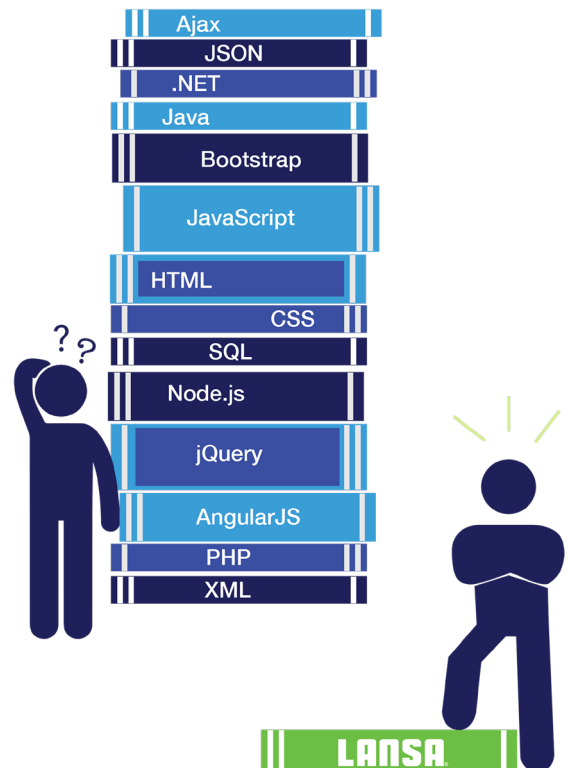 Ajax
JSON
.NET
Java
Bootstrap
JavaScript
HTML
CSS
SQL
? ?
Node.js
jQuery
AngularJS
PHP
XML
LANSA